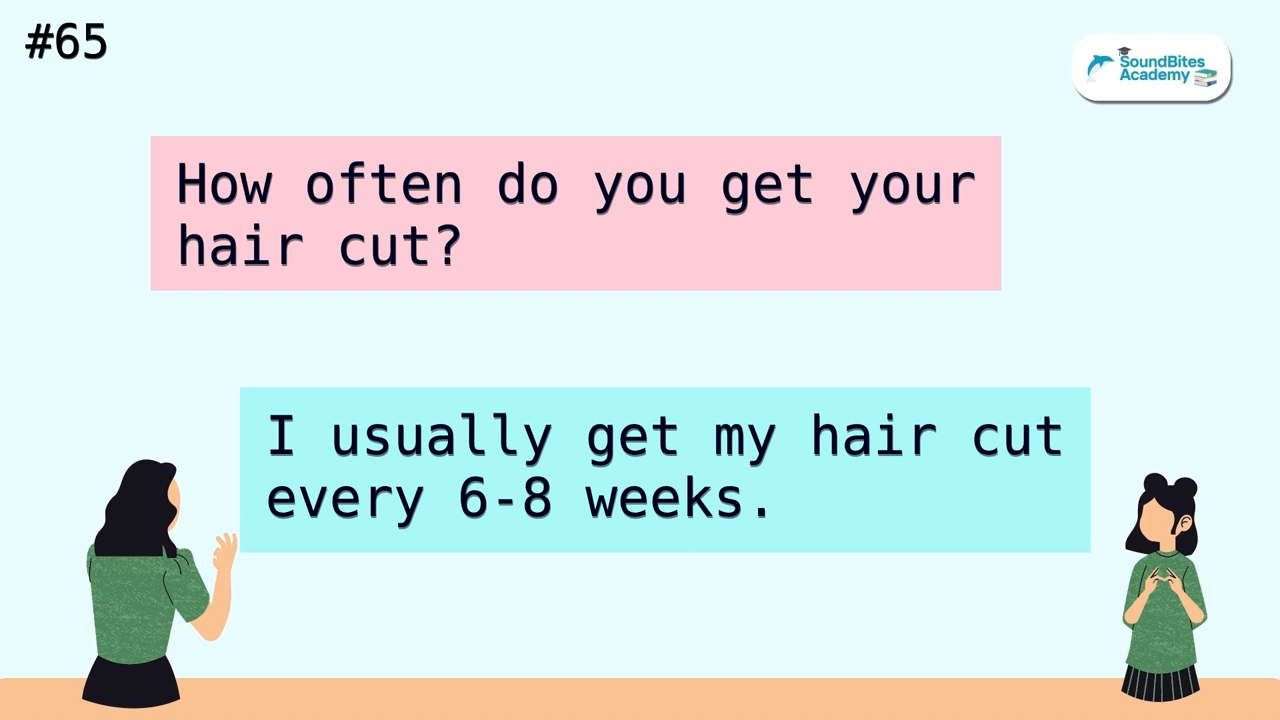 #65
SoundBites
Academy
How often do you get your
hair cut?
I usually get my hair cut
every 6-8 weeks.